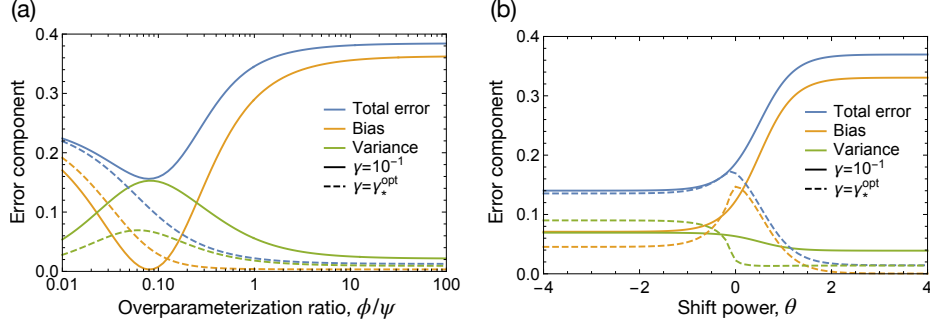 (a)
0.4
0.3
0.2
0.1
0.0
Error component
Total error
Bias
Variance
γ=10⁻¹
γ=γ*ᵒᵖᵗ
0.01 0.10 1 10 100
Overparameterization ratio, ϕ/ψ
(b)
0.4
0.3
0.2
0.1
0.0
Error component
Total error
Bias
Variance
γ=10⁻¹
γ=γ*ᵒᵖᵗ
−4 −2 0 2 4
Shift power, θ